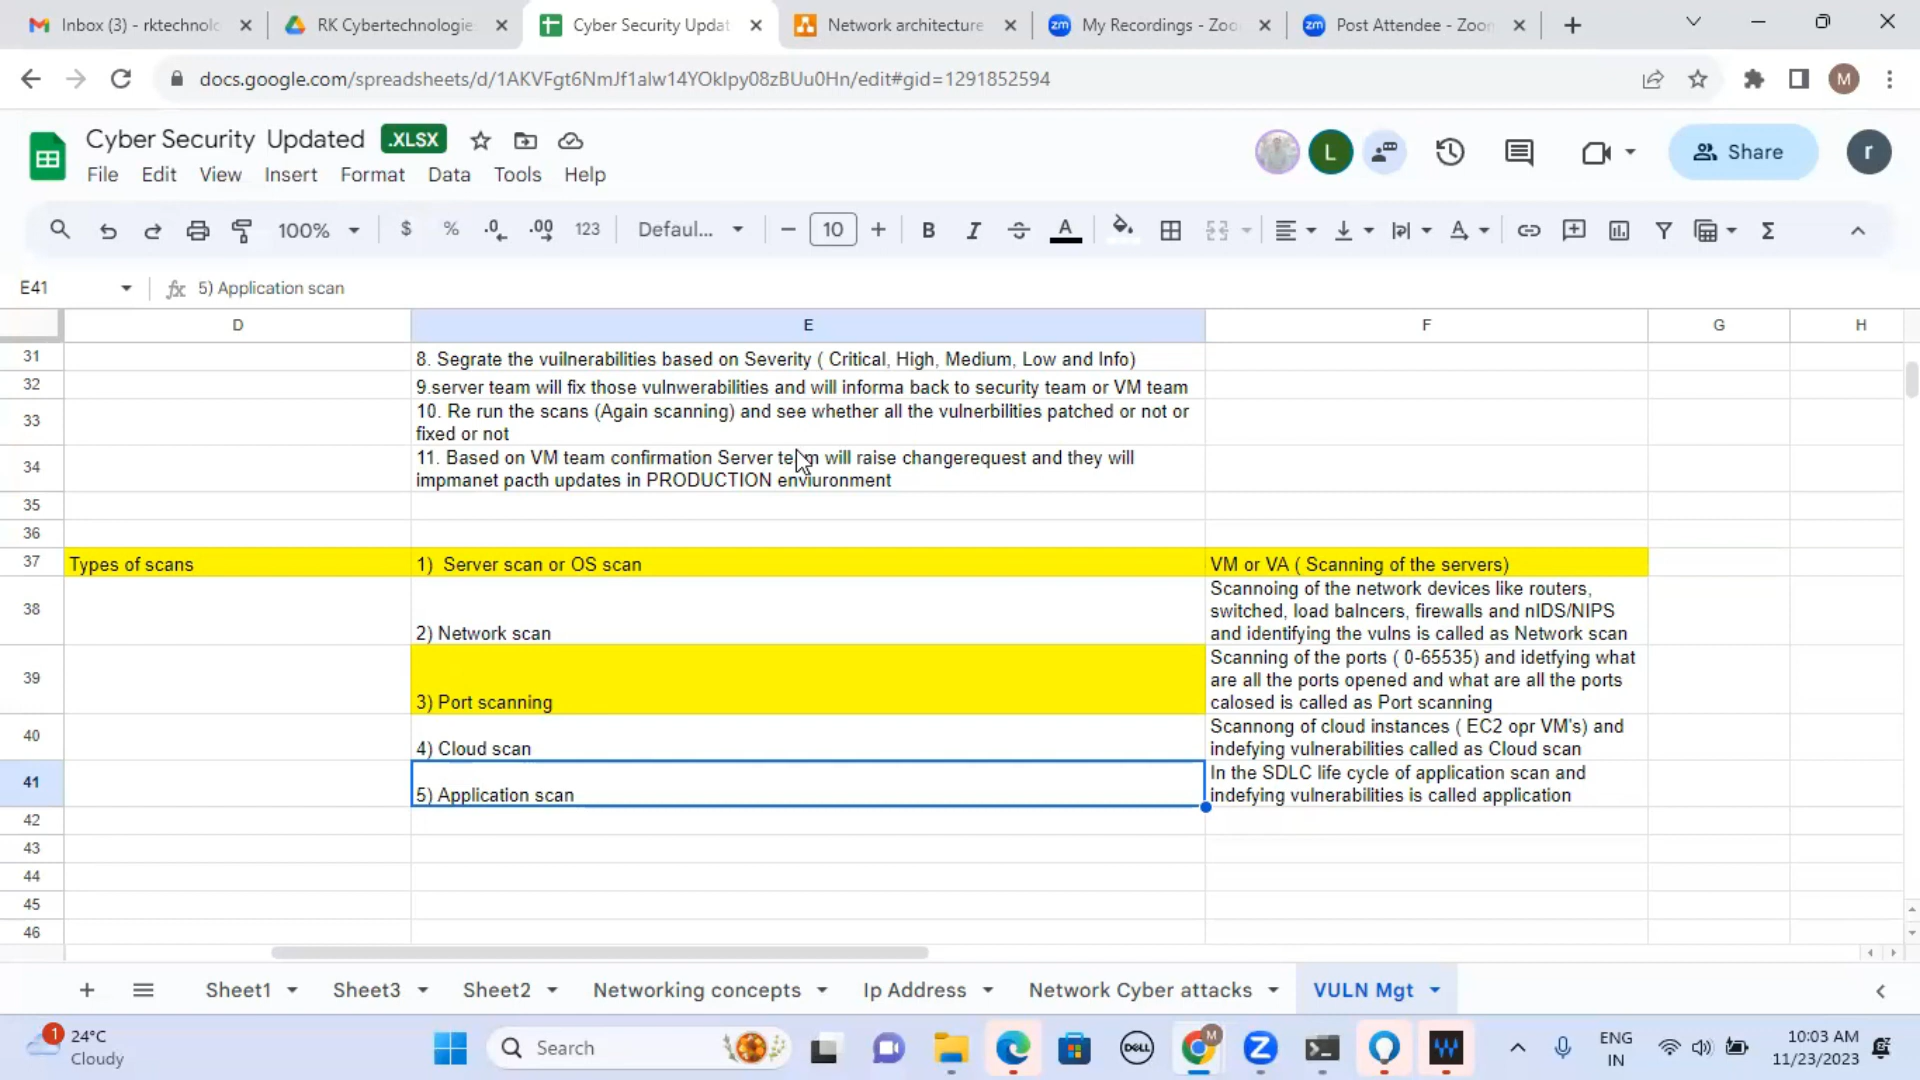 Inbox (3) - rktechnolo
RK Cybertechnologie
Cyber Security Updat
Network architecture
My Recordings - Zoo
Post Attendee - Zoom
docs.google.com/spreadsheets/d/1AKVFgt6NmJf1alw14YOkIpy08zBUu0Hn/edit#gid=1291852594
M
Cyber Security Updated
.XLSX
L
Share
r
File Edit View Insert Format Data Tools Help
100% $ % .0 .00 123 Defaul... 10 B I A
E41
fx 5) Application scan
D E F G H
31 8. Segrate the vuilnerabilities based on Severity ( Critical, High, Medium, Low and Info)
32 9.server team will fix those vulnwerabilities and will informa back to security team or VM team
33 10. Re run the scans (Again scanning) and see whether all the vulnerbilities patched or not or
fixed or not
34 11. Based on VM team confirmation Server team will raise changerequest and they will
impmanet pacth updates in PRODUCTION enviuronment
35
36
37 Types of scans 1) Server scan or OS scan VM or VA ( Scanning of the servers)
38 2) Network scan
Scannoing of the network devices like routers,
switched, load balncers, firewalls and nIDS/NIPS
and identifying the vulns is called as Network scan
39 3) Port scanning
Scanning of the ports ( 0-65535) and idetfying what
are all the ports opened and what are all the ports
calosed is called as Port scanning
40 4) Cloud scan
Scannong of cloud instances ( EC2 opr VM's) and
indefying vulnerabilities called as Cloud scan
41 5) Application scan
In the SDLC life cycle of application scan and
indefying vulnerabilities is called application
42
43
44
45
46
Sheet1 Sheet3 Sheet2 Networking concepts Ip Address Network Cyber attacks VULN Mgt
1
24°C
Cloudy
Search
DELL
M
ENG
IN
10:03 AM
11/23/2023